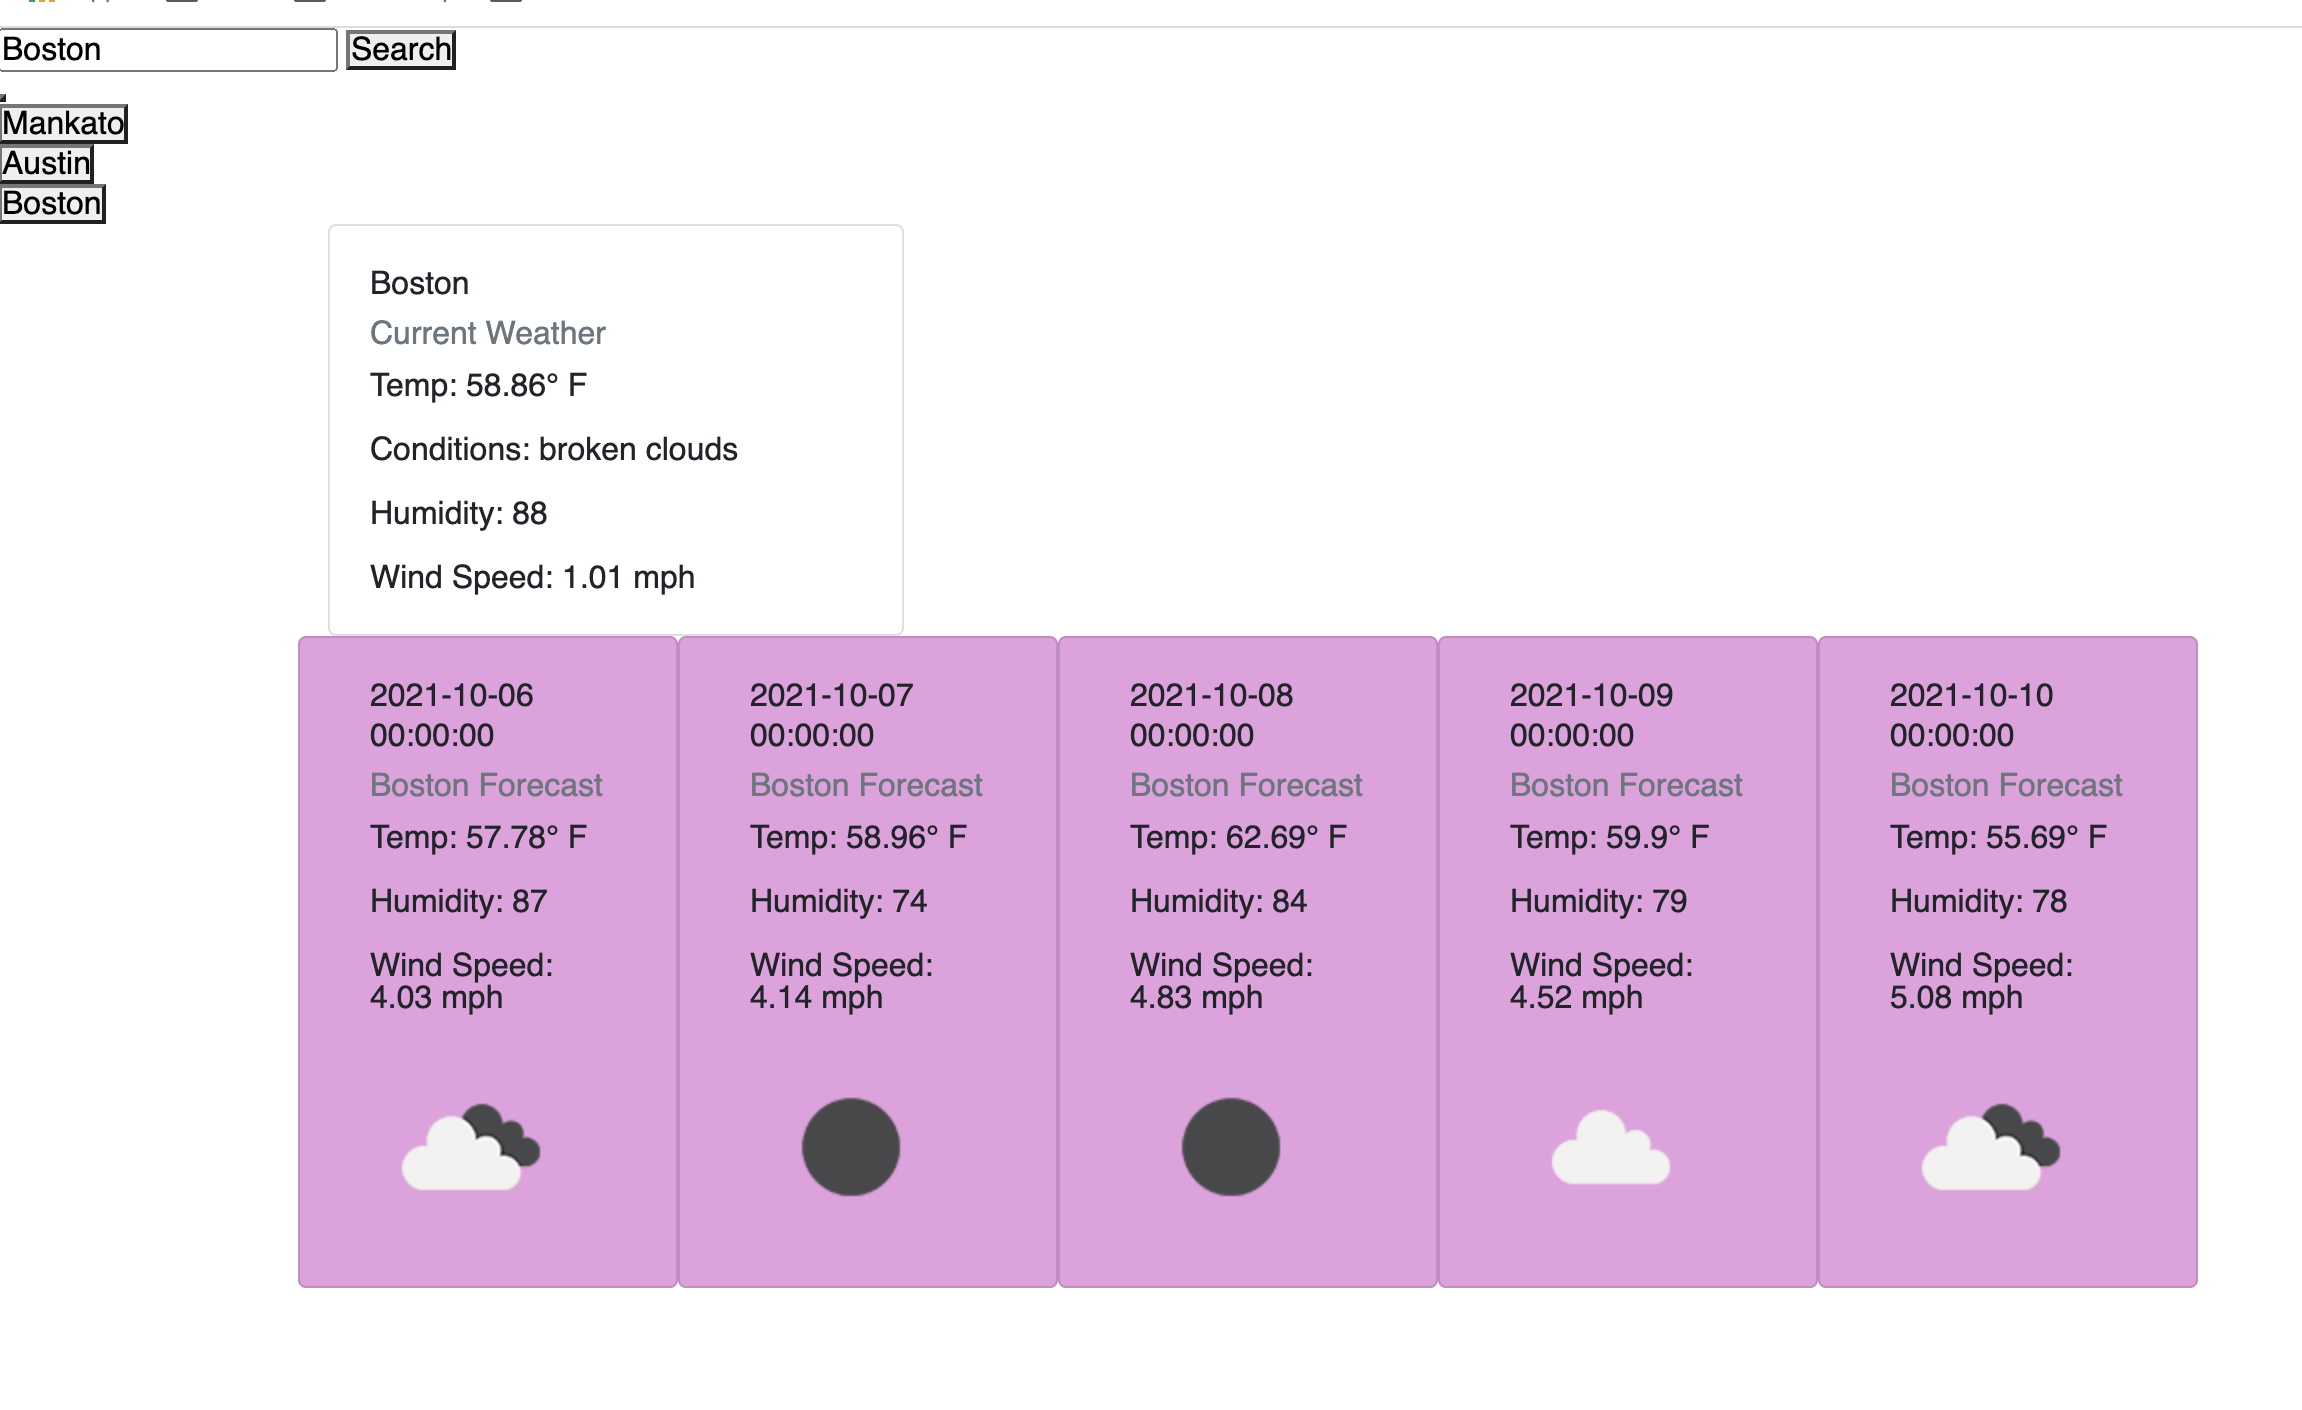 Boston Search
Mankato
Austin
Boston
Boston
Current Weather
Temp: 58.86° F
Conditions: broken clouds
Humidity: 88
Wind Speed: 1.01 mph
2021-10-06
00:00:00
Boston Forecast
Temp: 57.78° F
Humidity: 87
Wind Speed:
4.03 mph
2021-10-07
00:00:00
Boston Forecast
Temp: 58.96° F
Humidity: 74
Wind Speed:
4.14 mph
2021-10-08
00:00:00
Boston Forecast
Temp: 62.69° F
Humidity: 84
Wind Speed:
4.83 mph
2021-10-09
00:00:00
Boston Forecast
Temp: 59.9° F
Humidity: 79
Wind Speed:
4.52 mph
2021-10-10
00:00:00
Boston Forecast
Temp: 55.69° F
Humidity: 78
Wind Speed:
5.08 mph